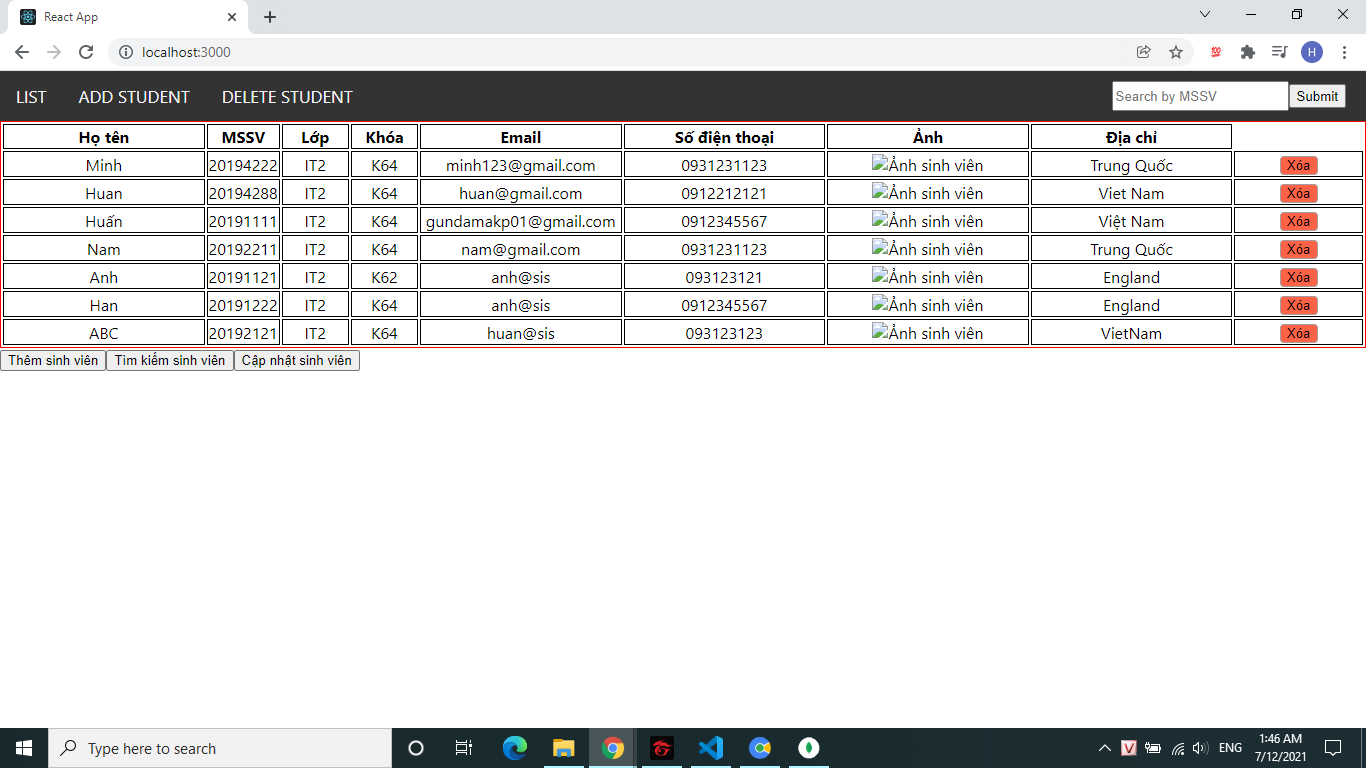 React App
localhost:3000
H
LIST ADD STUDENT DELETE STUDENT Search by MSSV Submit
Họ tên MSSV Lớp Khóa Email Số điện thoại Ảnh Địa chỉ
Minh 20194222 IT2 K64 minh123@gmail.com 0931231123 Ảnh sinh viên Trung Quốc Xóa
Huan 20194288 IT2 K64 huan@gmail.com 0912212121 Ảnh sinh viên Viet Nam Xóa
Huấn 20191111 IT2 K64 gundamakp01@gmail.com 0912345567 Ảnh sinh viên Việt Nam Xóa
Nam 20192211 IT2 K64 nam@gmail.com 0931231123 Ảnh sinh viên Trung Quốc Xóa
Anh 20191121 IT2 K62 anh@sis 093123121 Ảnh sinh viên England Xóa
Han 20191222 IT2 K64 anh@sis 0912345567 Ảnh sinh viên England Xóa
ABC 20192121 IT2 K64 huan@sis 093123123 Ảnh sinh viên VietNam Xóa
Thêm sinh viên Tìm kiếm sinh viên Cập nhật sinh viên
Type here to search V ENG 1:46 AM
7/12/2021